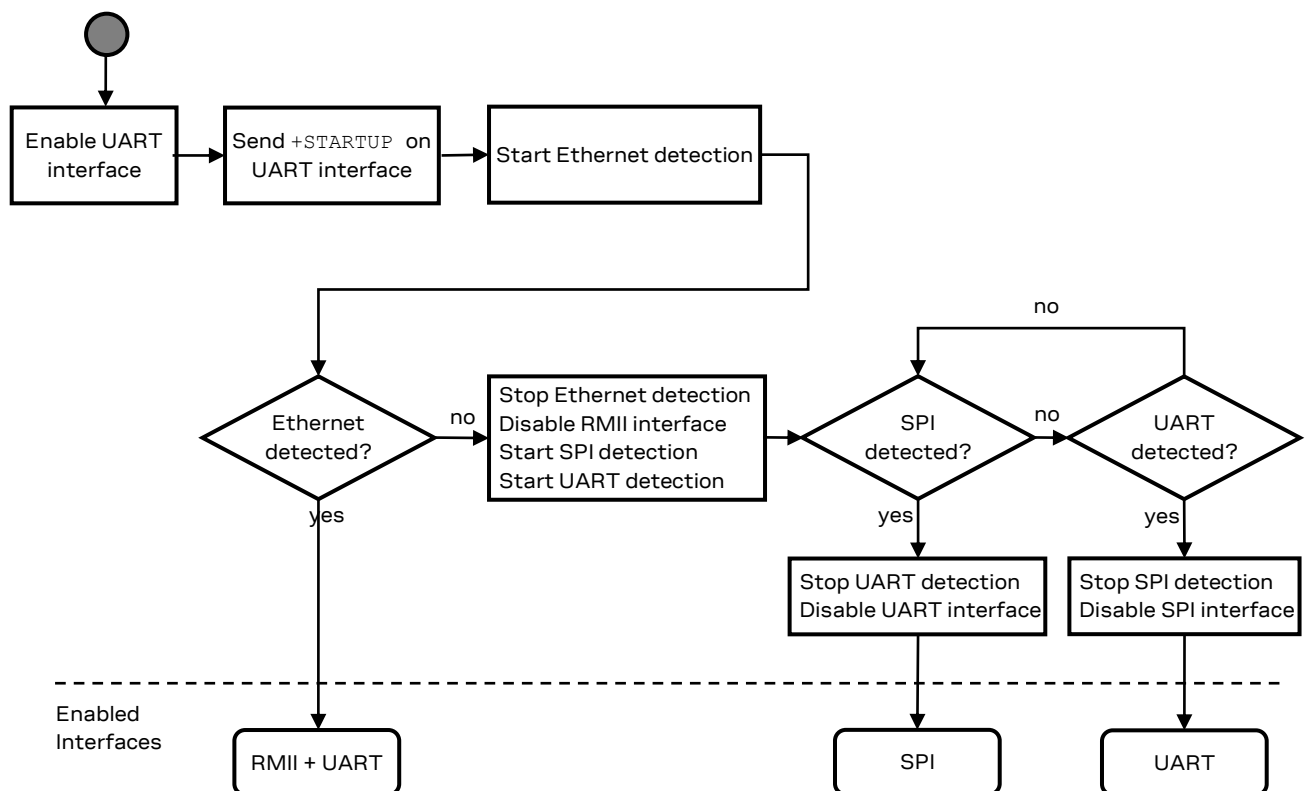 Enable UART
interface
Send +STARTUP on
UART interface
Start Ethernet detection
no
Ethernet
detected?
no
Stop Ethernet detection
Disable RMII interface
Start SPI detection
Start UART detection
SPI
detected?
no
UART
detected?
yes
yes
yes
Stop UART detection
Disable UART interface
Stop SPI detection
Disable SPI interface
Enabled
Interfaces
RMII + UART
SPI
UART